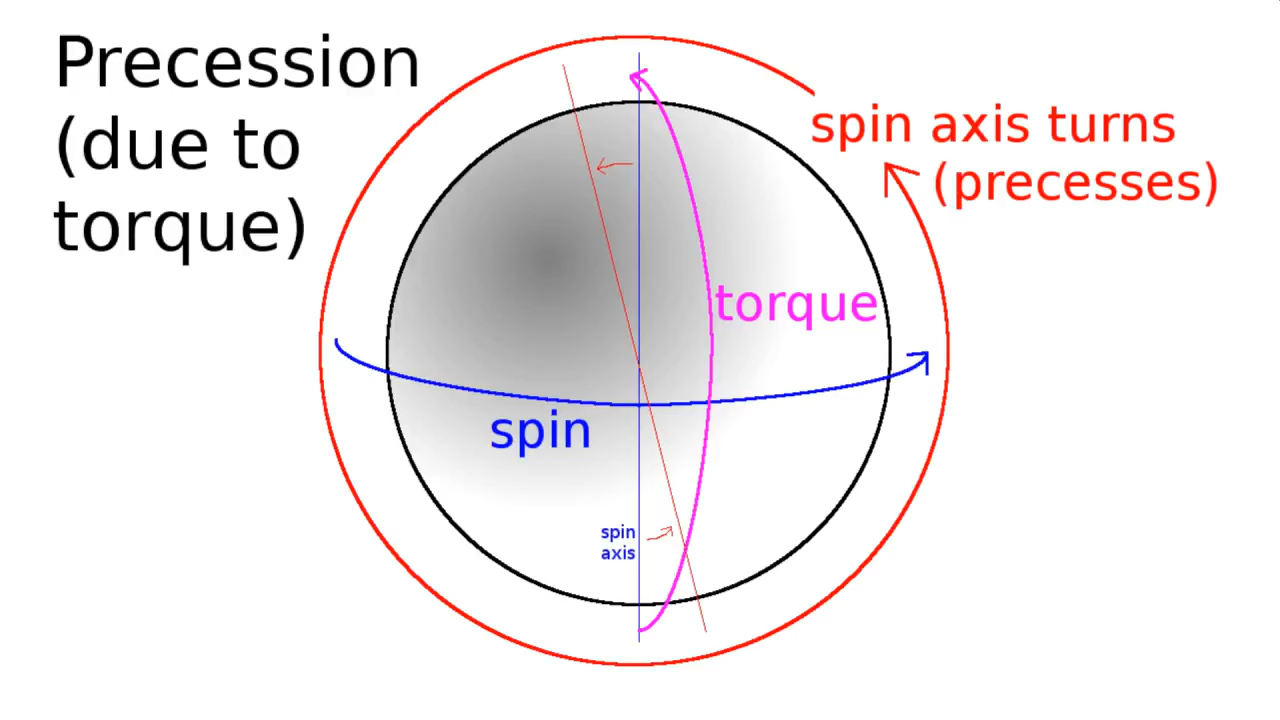 Precession
(due to
torque)
spin axis turns
(precesses)
torque
spin
spin
axis